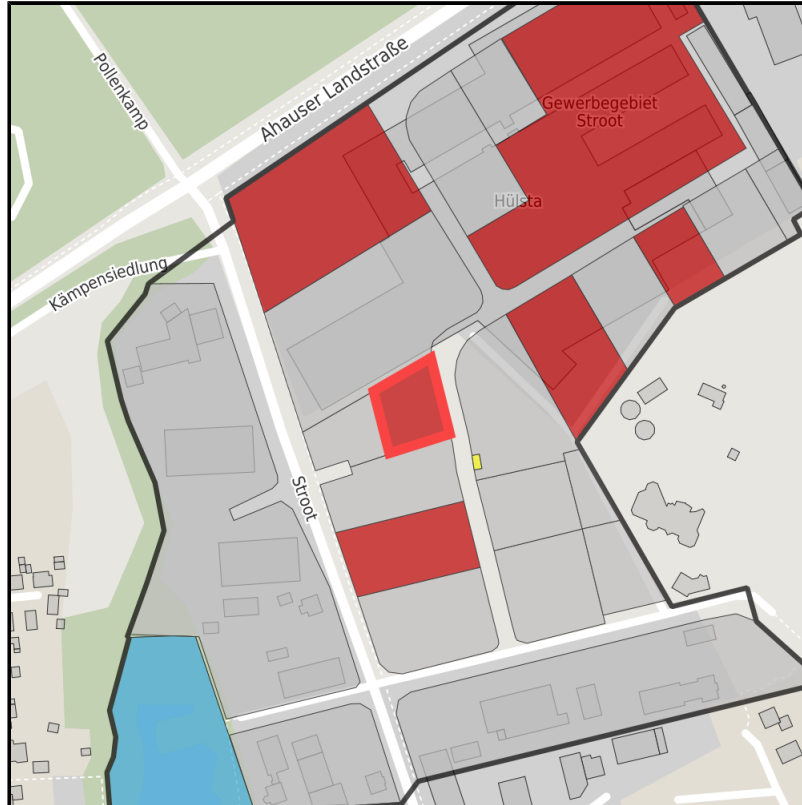 Pollenkamp
Ahauser Landstraße
Gewerbegebiet
Stroot
Hülsta
Kämpensiedlung
Stroot